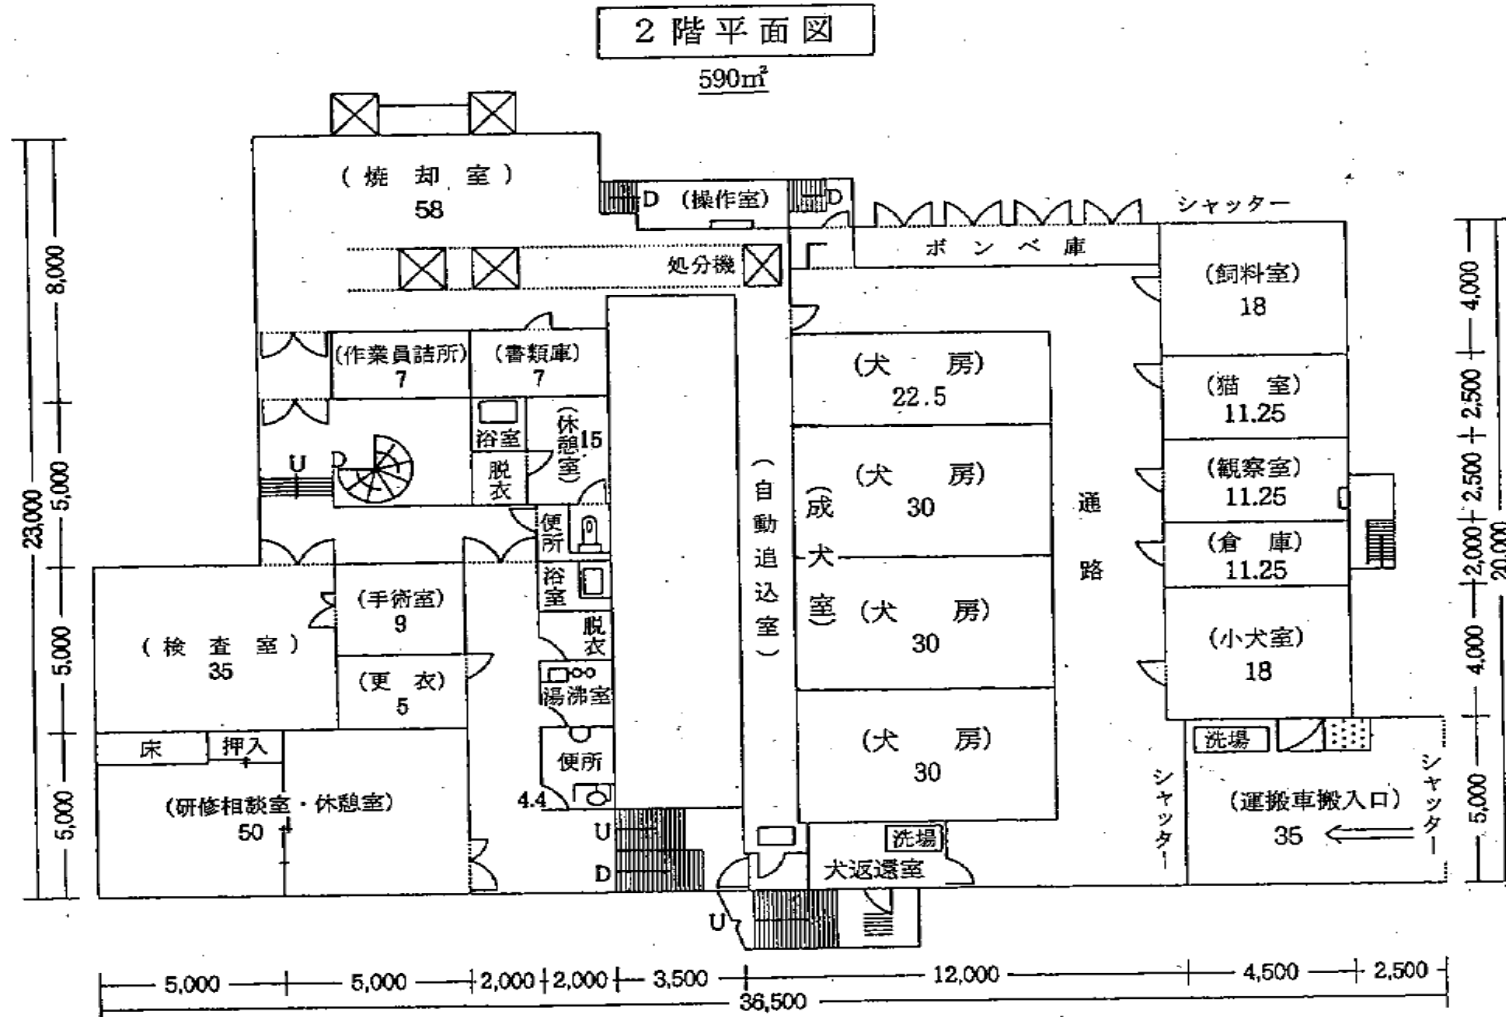 2階平面図
590㎡
(焼却室)
58
D
(操作室)
D
シャッター
ボンベ庫
処分機
(飼料室)
18
(作業員詰所)
7
(書類庫)
7
(犬房)
22.5
(猫室)
11.25
浴室
(休憩室)
15
脱衣
U
D
(自動追込室)
(成犬室)
(犬房)
30
通路
(観察室)
11.25
便所
(倉庫)
11.25
浴室
(手術室)
9
脱衣
(犬房)
30
(小犬室)
18
(検査室)
35
(更衣)
5
湯沸室
床
押入
便所
4.4
(犬房)
30
洗場
シャッター
シャッター
(研修相談室・休憩室)
50
(運搬車搬入口)
35
U
D
洗場
犬返還室
U
23,000
8,000
5,000
5,000
5,000
4,000
2,500
2,500
2,000
4,000
5,000
20,000
5,000
5,000
2,000
2,000
3,500
12,000
4,500
2,500
36,500